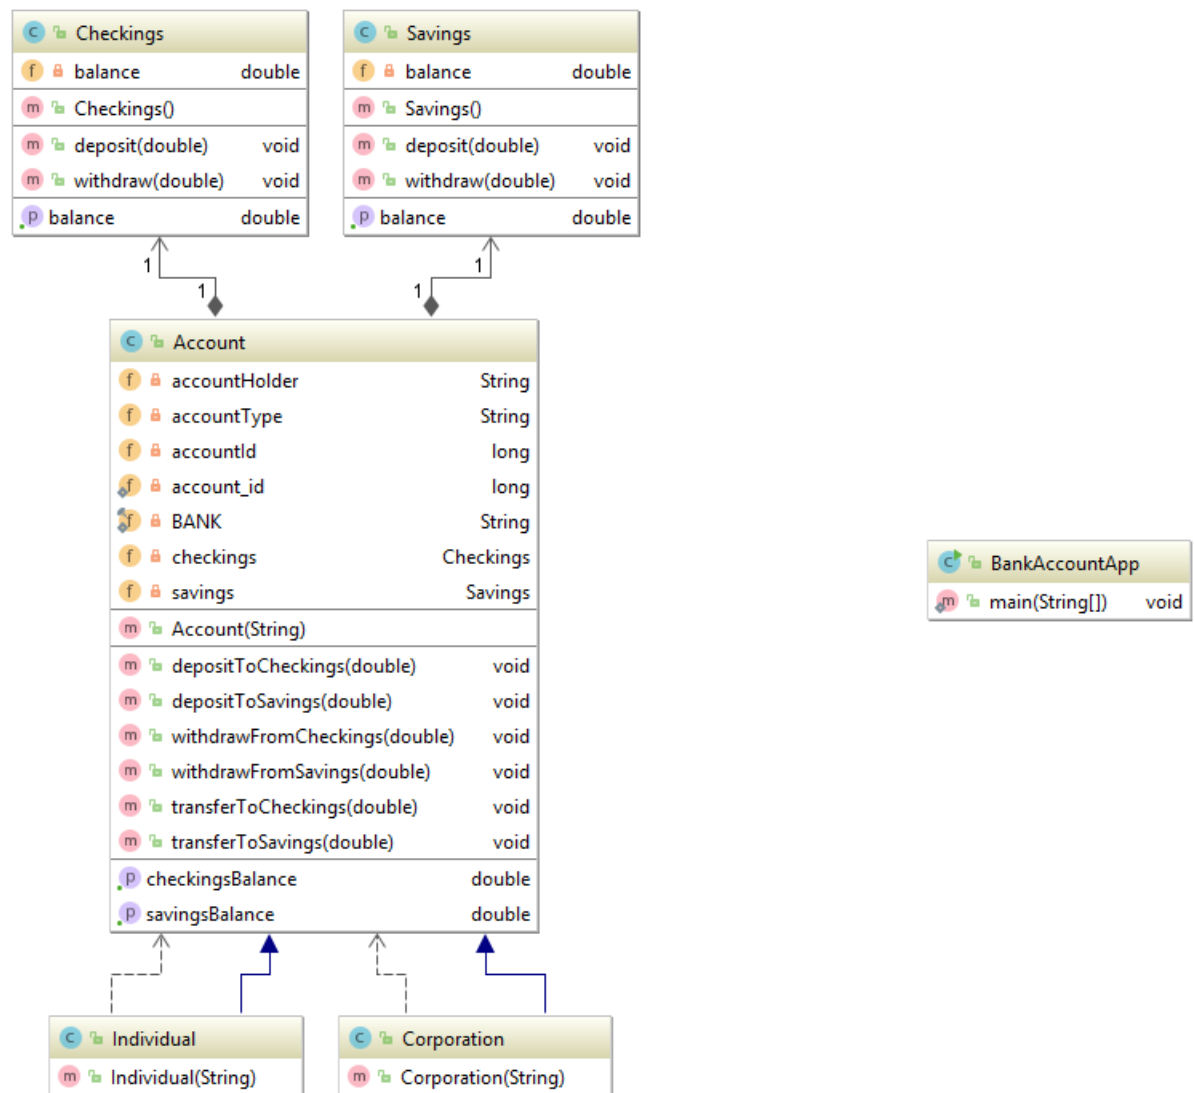 Checkings
balance double
Checkings()
deposit(double) void
withdraw(double) void
balance double
Savings
balance double
Savings()
deposit(double) void
withdraw(double) void
balance double
1
1
1
1
Account
accountHolder String
accountType String
accountId long
account_id long
BANK String
checkings Checkings
savings Savings
Account(String)
depositToCheckings(double) void
depositToSavings(double) void
withdrawFromCheckings(double) void
withdrawFromSavings(double) void
transferToCheckings(double) void
transferToSavings(double) void
checkingsBalance double
savingsBalance double
BankAccountApp
main(String[]) void
Individual
Individual(String)
Corporation
Corporation(String)